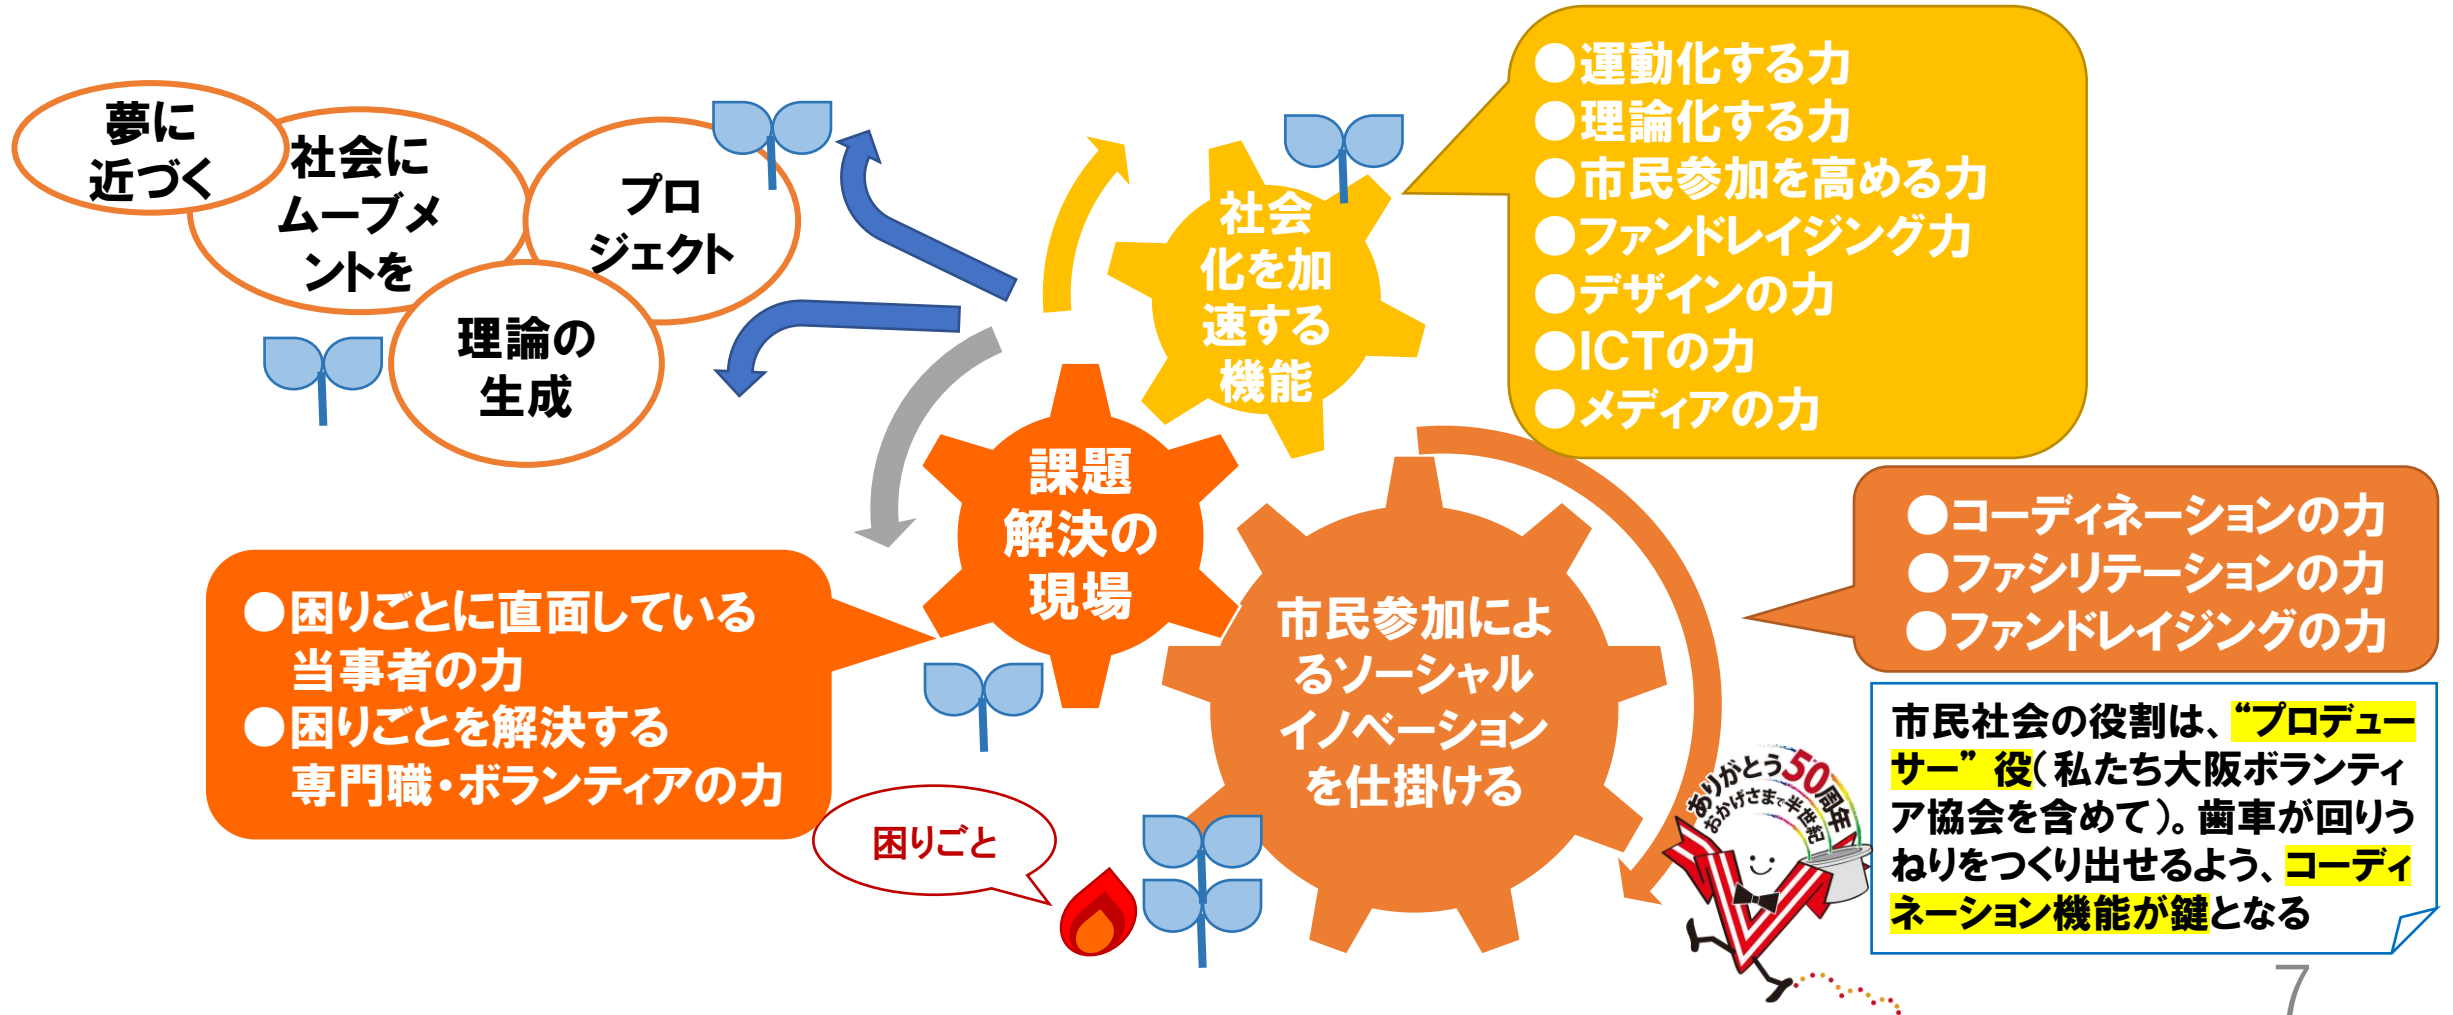 夢に
近づく
社会に
ムーブメ
ントを
プロ
ジェクト
理論の
生成
社会
化を加
速する
機能
●運動化する力
●理論化する力
●市民参加を高める力
●ファンドレイジング力
●デザインの力
●ICTの力
●メディアの力
課題
解決の
現場
●困りごとに直面している
当事者の力
●困りごとを解決する
専門職・ボランティアの力
困りごと
市民参加によ
るソーシャル
イノベーション
を仕掛ける
●コーディネーションの力
●ファシリテーションの力
●ファンドレイジングの力
ありがとう50周年
おかげさまで半世紀
市民社会の役割は、“プロデュー
サー”役(私たち大阪ボランティ
ア協会を含めて)。歯車が回りう
ねりをつくり出せるよう、コーディ
ネーション機能が鍵となる
7